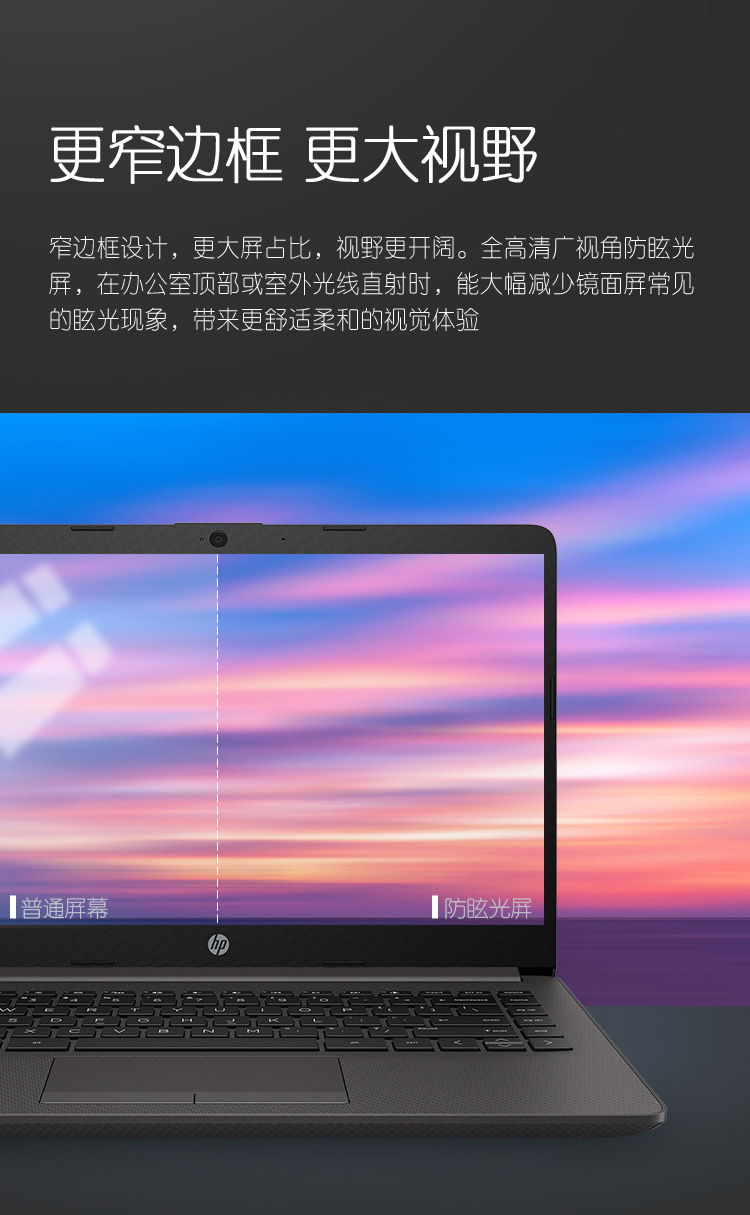 更窄边框 更大视野
窄边框设计，更大屏占比，视野更开阔。全高清广视角防眩光
屏，在办公室顶部或室外光线直射时，能大幅减少镜面屏常见
的眩光现象，带来更舒适柔和的视觉体验
普通屏幕
防眩光屏
hp